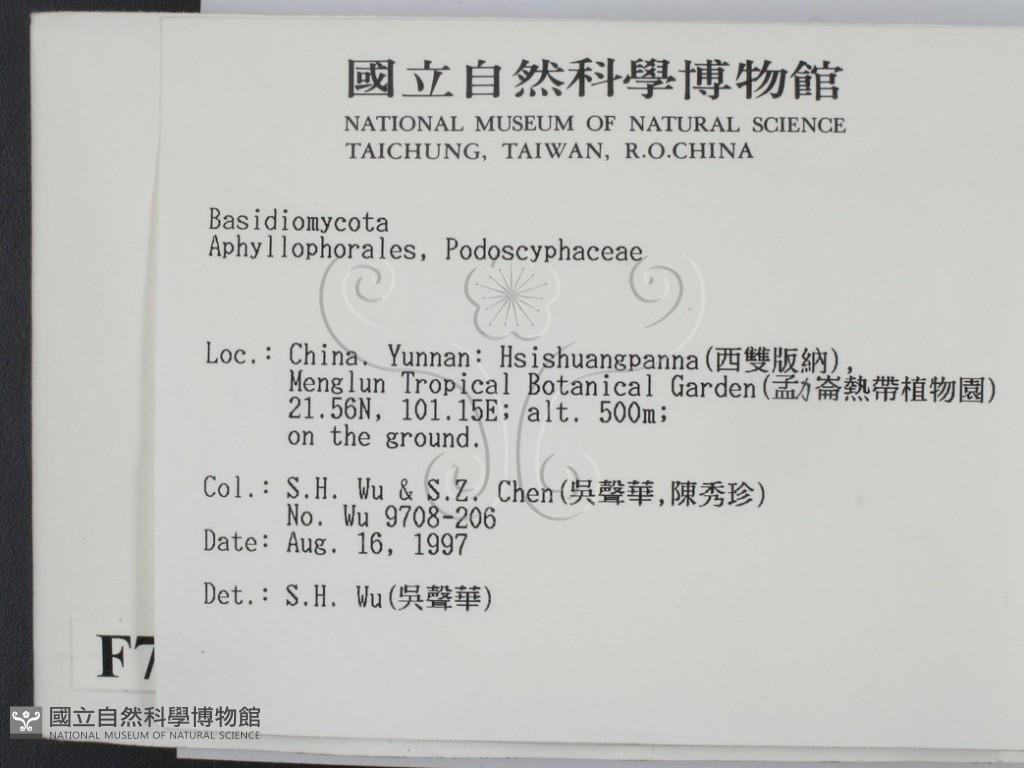 國立自然科學博物館
NATIONAL MUSEUM OF NATURAL SCIENCE
TAICHUNG, TAIWAN, R.O.CHINA
Basidiomycota
Aphyllophorales, Podoscyphaceae
Loc.: China. Yunnan: Hsishuangpanna(西雙版納),
Menglun Tropical Botanical Garden(孟力崙熱帶植物園)
21.56N, 101.15E; alt. 500m;
on the ground.
Col.: S.H. Wu & S.Z. Chen(吳聲華,陳秀珍)
No. Wu 9708-206
Date: Aug. 16, 1997
Det.: S.H. Wu(吳聲華)
F7
國立自然科學博物館
NATIONAL MUSEUM OF NATURAL SCIENCE